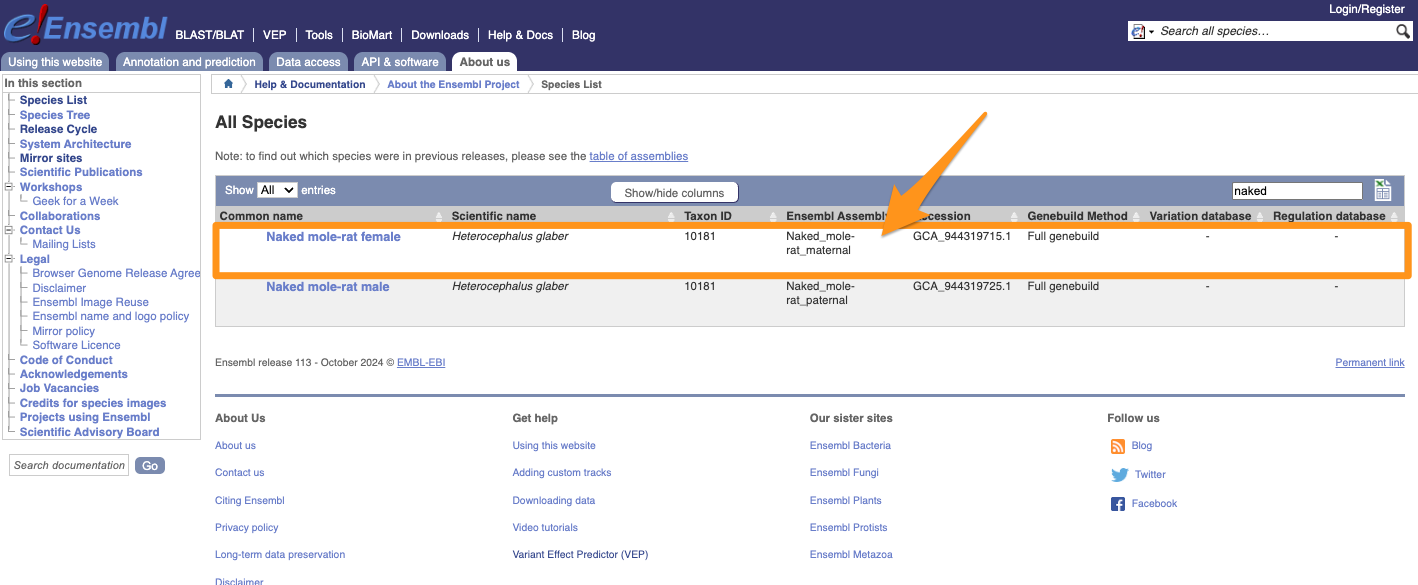 Login/Register
e!Ensembl BLAST/BLAT VEP Tools BioMart Downloads Help & Docs Blog
e! Search all species...
Using this website Annotation and prediction Data access API & software About us
In this section
Species List
Species Tree
Release Cycle
System Architecture
Mirror sites
Scientific Publications
Workshops
Geek for a Week
Collaborations
Contact Us
Mailing Lists
Legal
Browser Genome Release Agree
Disclaimer
Ensembl Image Reuse
Ensembl name and logo policy
Mirror policy
Software Licence
Code of Conduct
Acknowledgements
Job Vacancies
Credits for species images
Projects using Ensembl
Scientific Advisory Board
Search documentation Go
Help & Documentation About the Ensembl Project Species List
All Species
Note: to find out which species were in previous releases, please see the table of assemblies
Show All entries Show/hide columns naked
Common name Scientific name Taxon ID Ensembl Assembly Genebuild Method Variation database Regulation database
Naked mole-rat female Heterocephalus glaber 10181 Naked_mole- GCA_944319715.1 Full genebuild - -
rat_maternal
Naked mole-rat male Heterocephalus glaber 10181 Naked_mole- GCA_944319725.1 Full genebuild - -
rat_paternal
Ensembl release 113 - October 2024 © EMBL-EBI Permanent link
About Us
About us
Contact us
Citing Ensembl
Privacy policy
Long-term data preservation
Disclaimer
Get help
Using this website
Adding custom tracks
Downloading data
Video tutorials
Variant Effect Predictor (VEP)
Our sister sites
Ensembl Bacteria
Ensembl Fungi
Ensembl Plants
Ensembl Protists
Ensembl Metazoa
Follow us
Blog
Twitter
Facebook